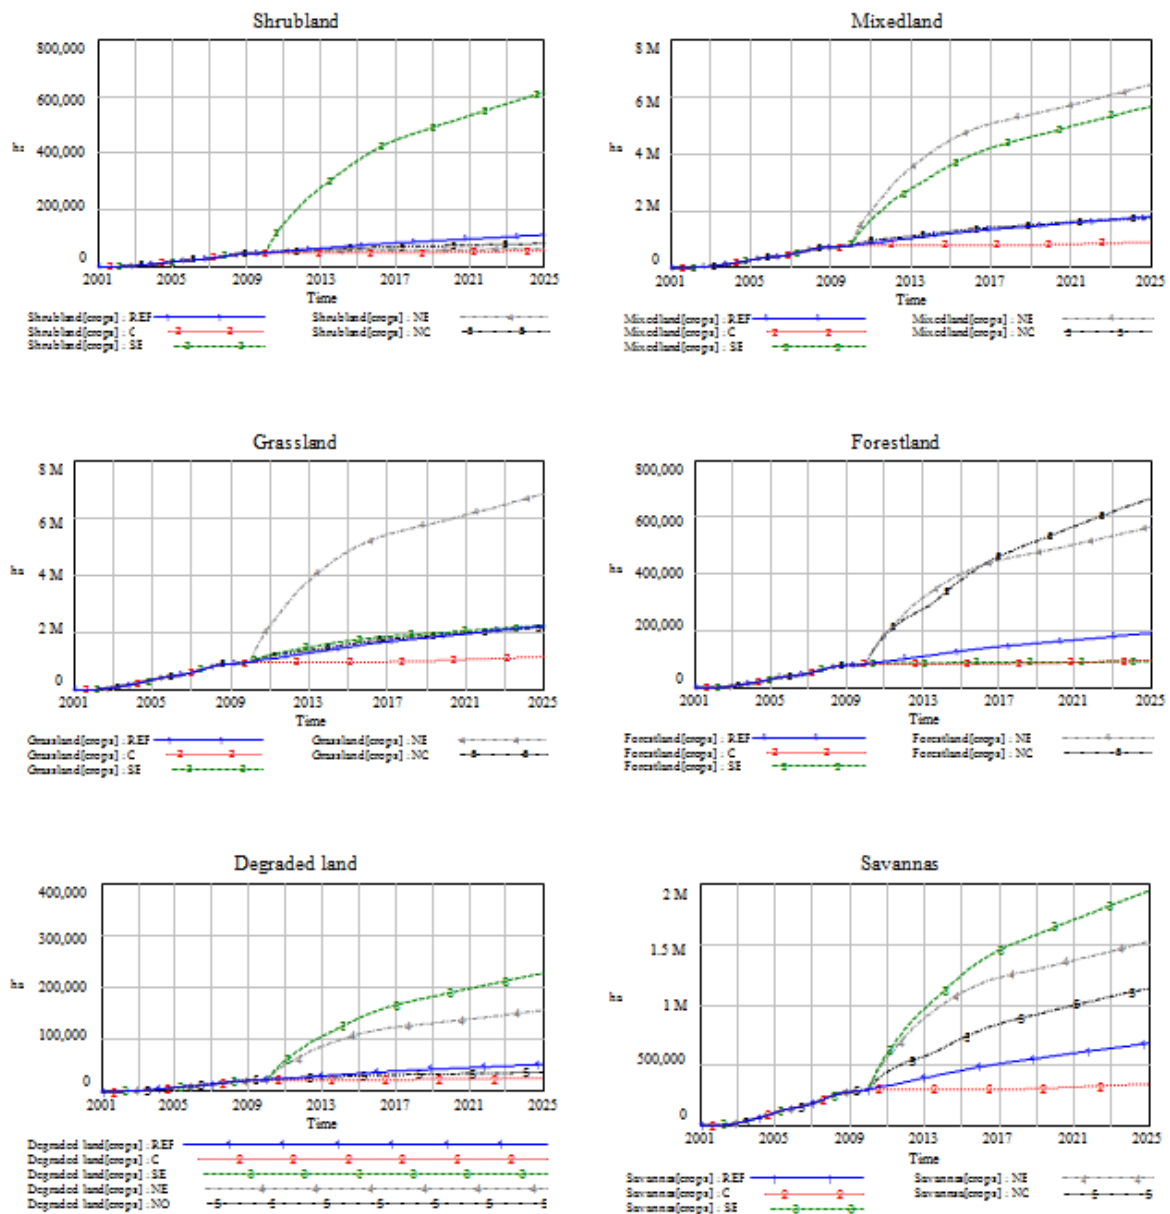 Shrubland
800,000
600,000
ha
400,000
200,000
0
2001 2005 2009 2013 2017 2021 2025
Time
Shrubland[crops] : REF
Shrubland[crops] : C
Shrubland[crops] : SE
Shrubland[crops] : NE
Shrubland[crops] : NC
Mixedland
8 M
6 M
ha
4 M
2 M
0
2001 2005 2009 2013 2017 2021 2025
Time
Mixedland[crops] : REF
Mixedland[crops] : C
Mixedland[crops] : SE
Mixedland[crops] : NE
Mixedland[crops] : NC
Grassland
8 M
6 M
ha
4 M
2 M
0
2001 2005 2009 2013 2017 2021 2025
Time
Grassland[crops] : REF
Grassland[crops] : C
Grassland[crops] : SE
Grassland[crops] : NE
Grassland[crops] : NC
Forestland
800,000
600,000
ha
400,000
200,000
0
2001 2005 2009 2013 2017 2021 2025
Time
Forestland[crops] : REF
Forestland[crops] : C
Forestland[crops] : SE
Forestland[crops] : NE
Forestland[crops] : NC
Degraded land
400,000
300,000
ha
200,000
100,000
0
2001 2005 2009 2013 2017 2021 2025
Time
Degraded land[crops] : REF
Degraded land[crops] : C
Degraded land[crops] : SE
Degraded land[crops] : NE
Degraded land[crops] : NO
Savannas
2 M
1.5 M
ha
1 M
500,000
0
2001 2005 2009 2013 2017 2021 2025
Time
Savannas[crops] : REF
Savannas[crops] : C
Savannas[crops] : SE
Savannas[crops] : NE
Savannas[crops] : NC